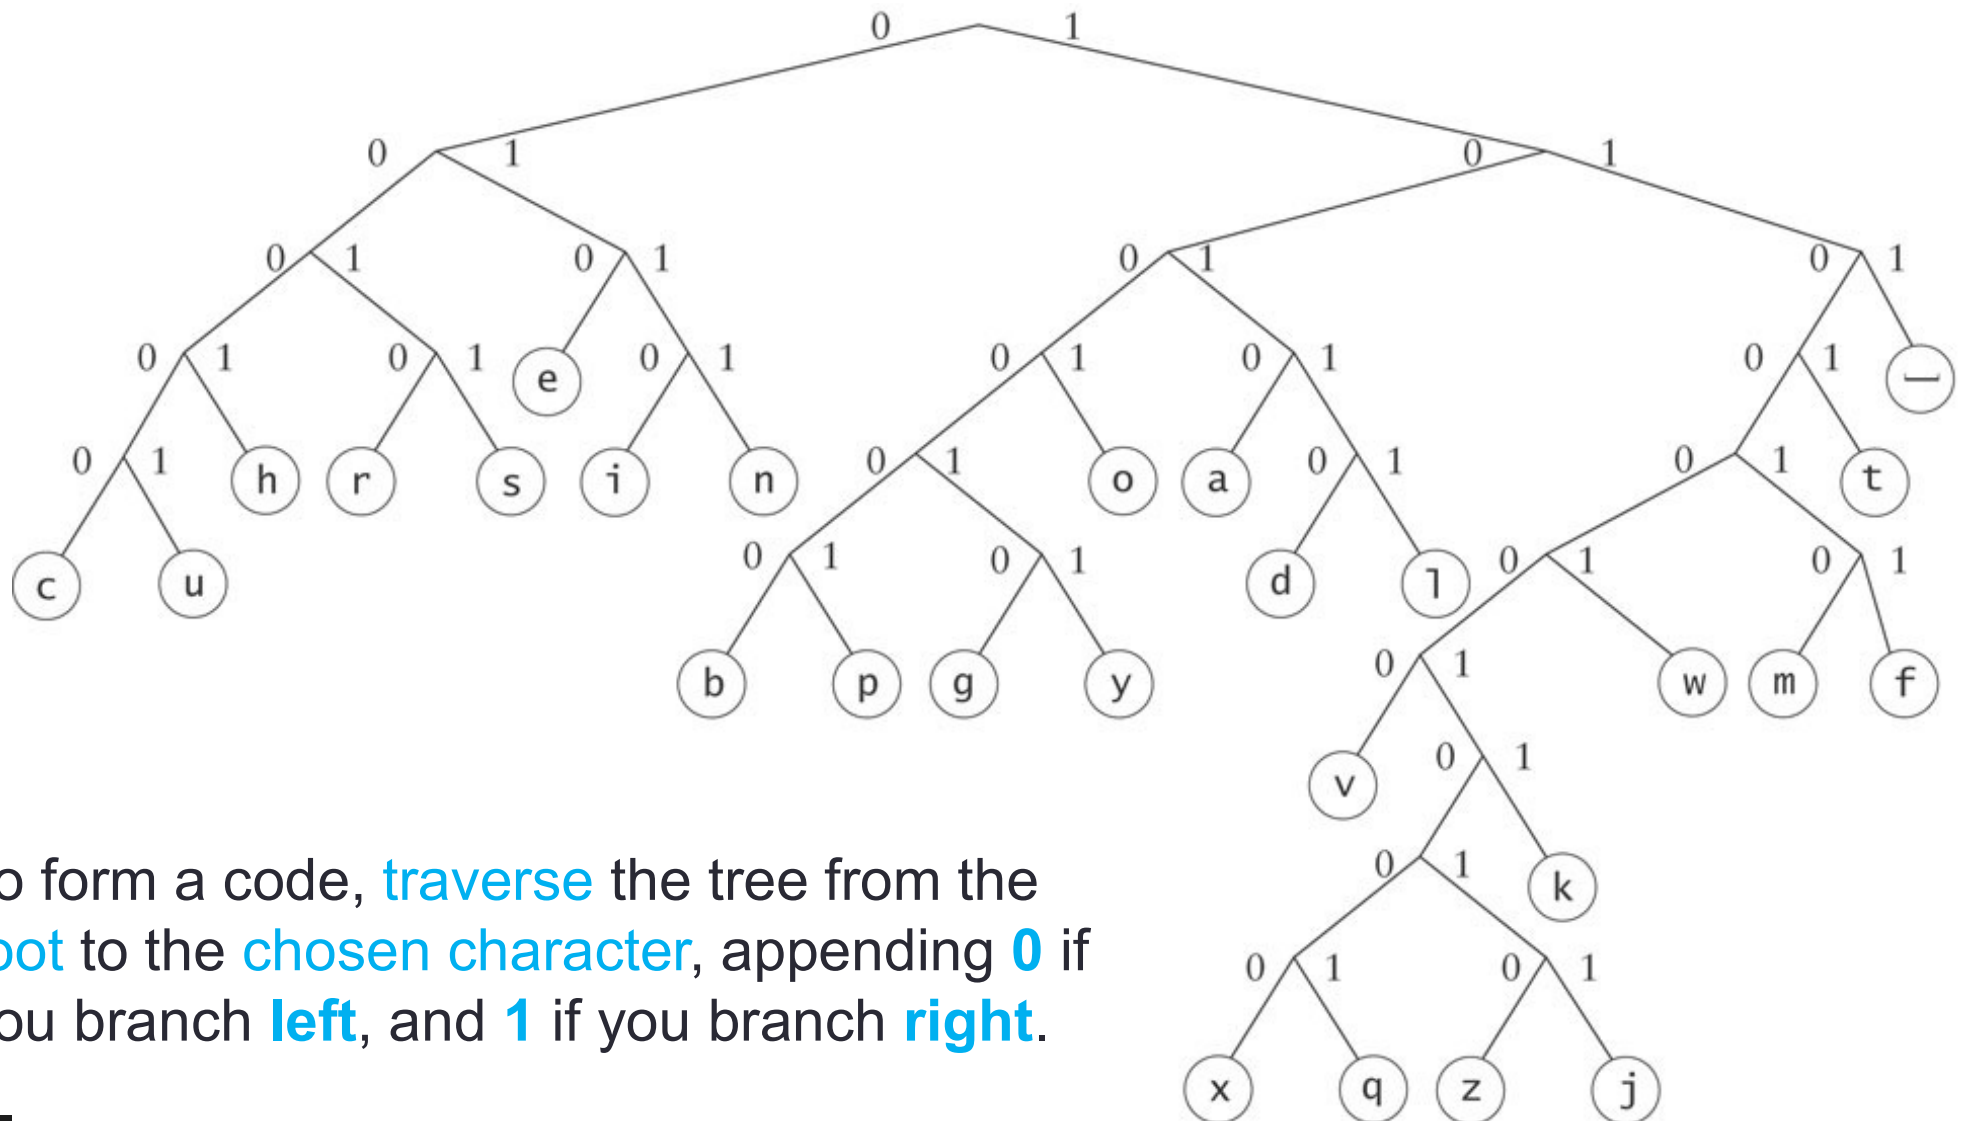 0 1
0 1 0 1
0 1 0 1 0 1 0 1
0 1 0 1 e 0 1 0 1 0 1 0 1 ⎵
0 1 h r s i n 0 1 o a 0 1 0 1 t
c u 0 1 0 1 d l 0 1 0 1
b p g y 0 1 w m f
v 0 1
0 1 k
0 1 0 1
x q z j
o form a code, traverse the tree from the
oot to the chosen character, appending 0 if
ou branch left, and 1 if you branch right.